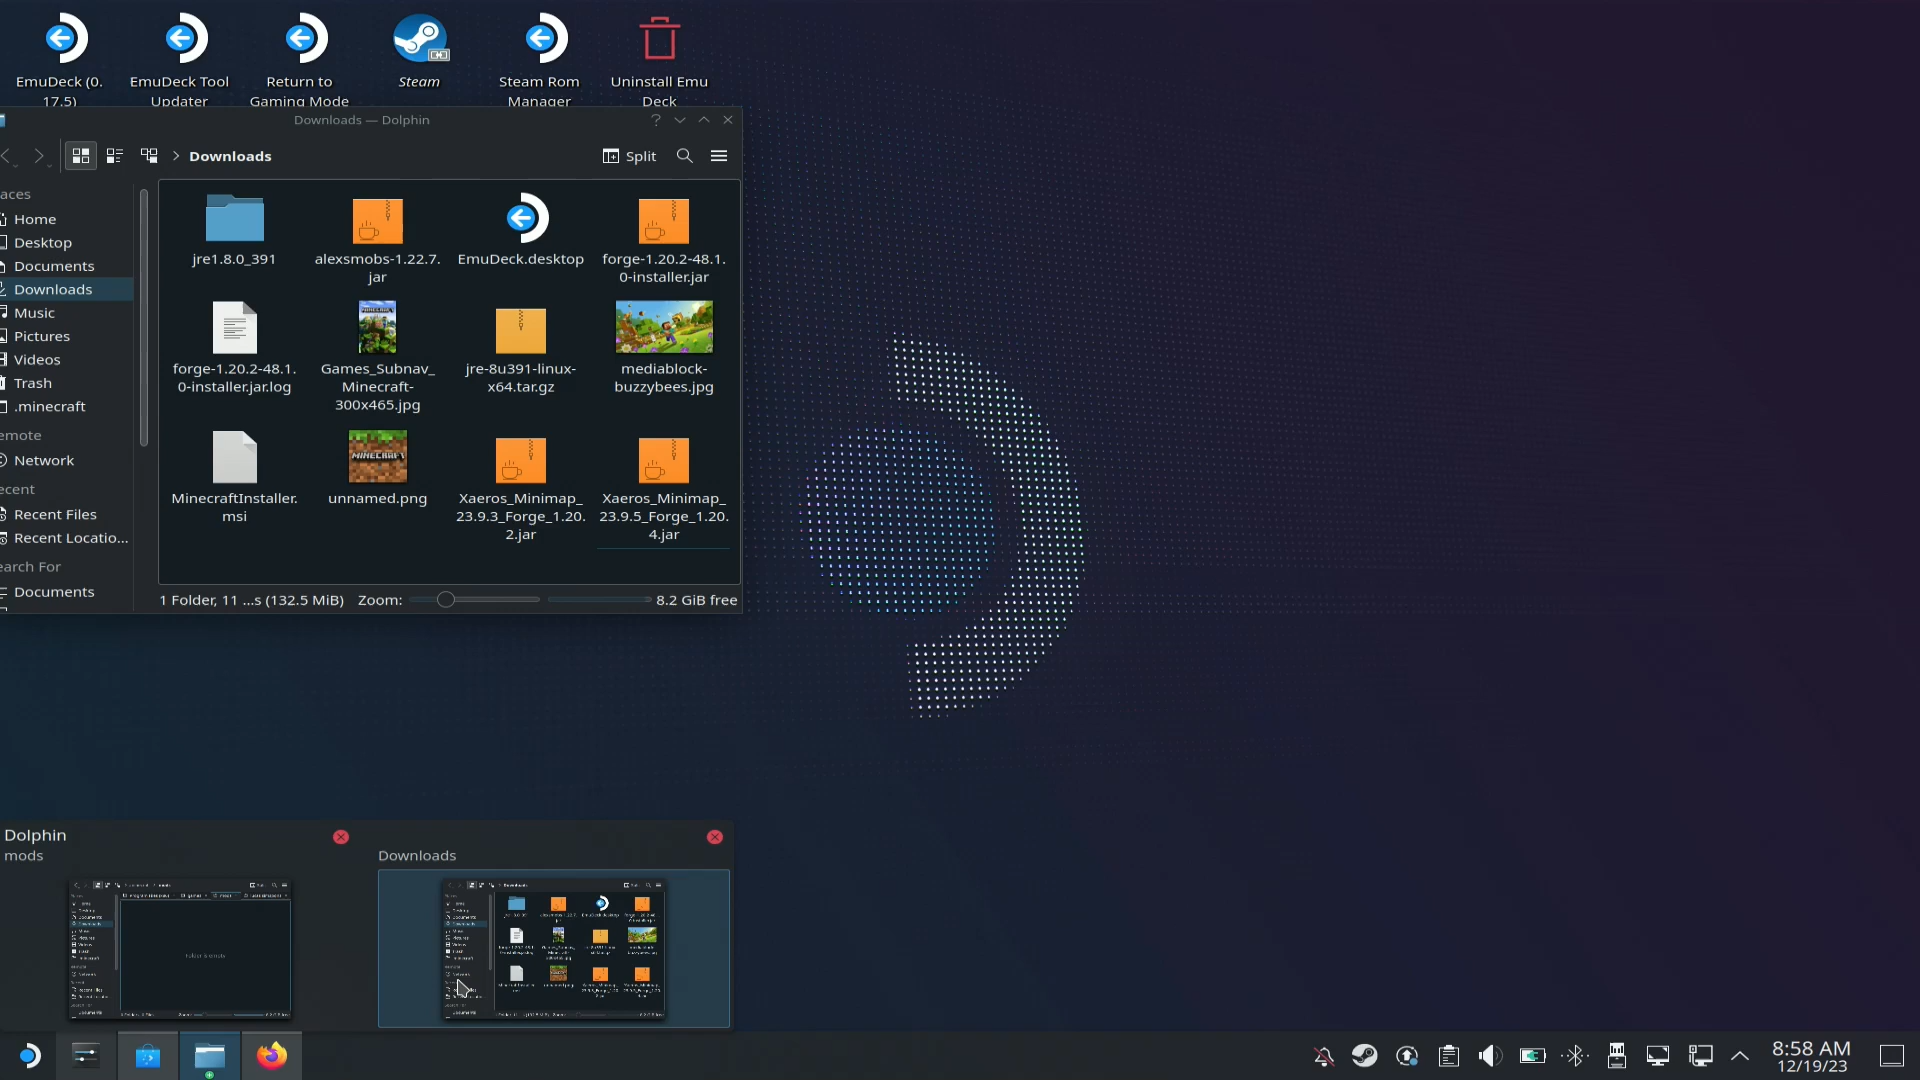 EmuDeck (0.
17.5)
EmuDeck Tool
Updater
Return to
Gaming Mode
Steam
Steam Rom
Manager
Uninstall Emu
Deck
Downloads — Dolphin
Downloads
Split
aces
Home
Desktop
Documents
Downloads
Music
Pictures
Videos
Trash
.minecraft
emote
Network
ecent
Recent Files
Recent Locatio...
earch For
Documents
jre1.8.0_391
alexsmobs-1.22.7.
jar
EmuDeck.desktop
forge-1.20.2-48.1.
0-installer.jar
forge-1.20.2-48.1.
0-installer.jar.log
Games_Subnav_
Minecraft-
300x465.jpg
jre-8u391-linux-
x64.tar.gz
mediablock-
buzzybees.jpg
MinecraftInstaller.
msi
MINECRAFT
unnamed.png
Xaeros_Minimap_
23.9.3_Forge_1.20.
2.jar
Xaeros_Minimap_
23.9.5_Forge_1.20.
4.jar
1 Folder, 11 ...s (132.5 MiB)
Zoom:
8.2 GiB free
Dolphin
mods
Downloads
8:58 AM
12/19/23